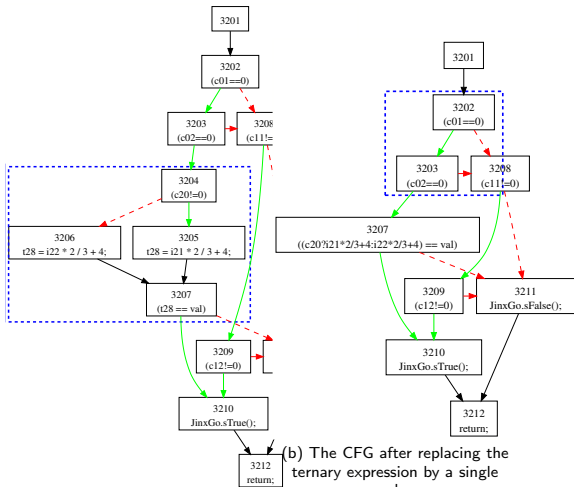 3201
3202
(c01==0)
3203
(c02==0)
3208
(c11!=
3204
(c20!=0)
3206
t28 = i22 * 2 / 3 + 4;
3205
t28 = i21 * 2 / 3 + 4;
3207
(t28 == val)
3209
(c12!=0)
3210
JinxGo.sTrue();
3212
return;
3201
3202
(c01==0)
3203
(c02==0)
3208
(c11!=0)
3207
((c20?i21*2/3+4:i22*2/3+4) == val)
3209
(c12!=0)
3211
JinxGo.sFalse();
3210
JinxGo.sTrue();
3212
return;
(b) The CFG after replacing the
ternary expression by a single